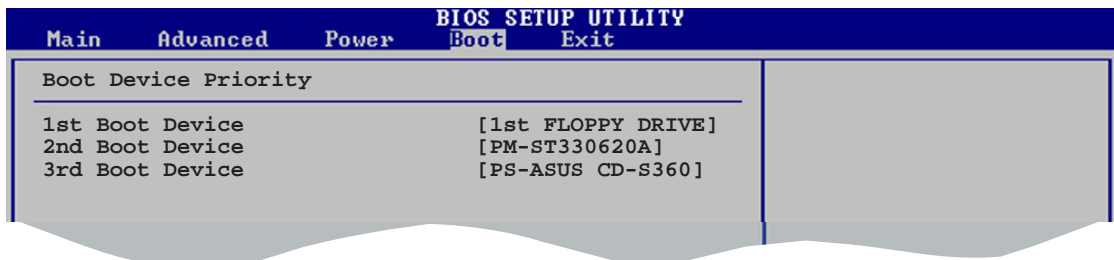 BIOS SETUP UTILITY
Main Advanced Power Boot Exit
Boot Device Priority
1st Boot Device [1st FLOPPY DRIVE]
2nd Boot Device [PM-ST330620A]
3rd Boot Device [PS-ASUS CD-S360]